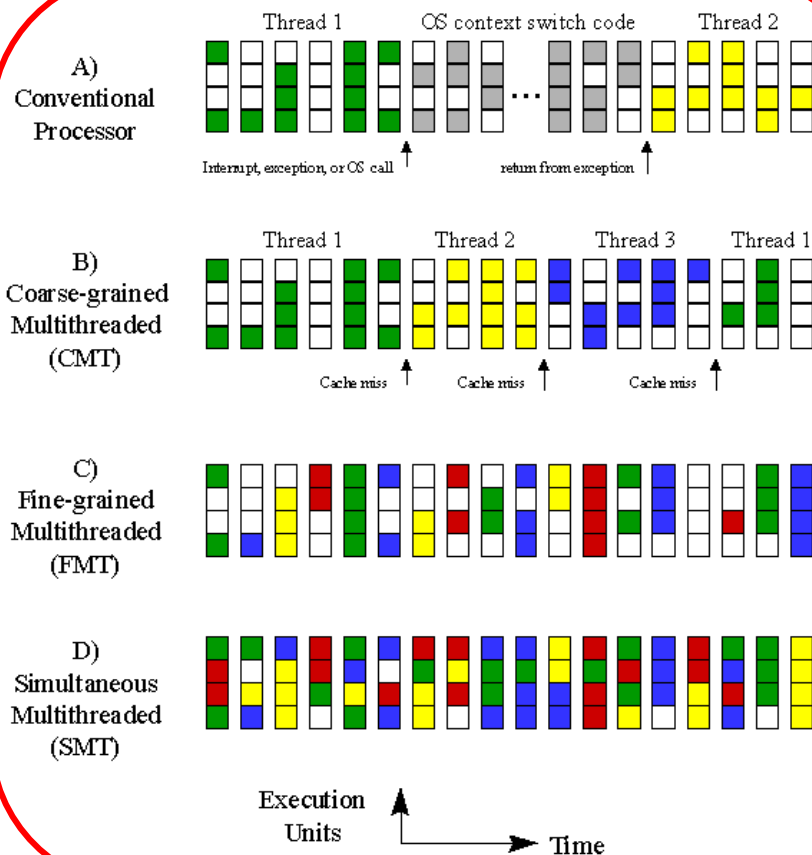 Thread 1 OS context switch code Thread 2
A)
Conventional
Processor
...
Interrupt, exception, or OS call return from exception
Thread 1 Thread 2 Thread 3 Thread 1
B)
Coarse-grained
Multithreaded
(CMT)
Cache miss Cache miss Cache miss
C)
Fine-grained
Multithreaded
(FMT)
D)
Simultaneous
Multithreaded
(SMT)
Execution
Units
Time